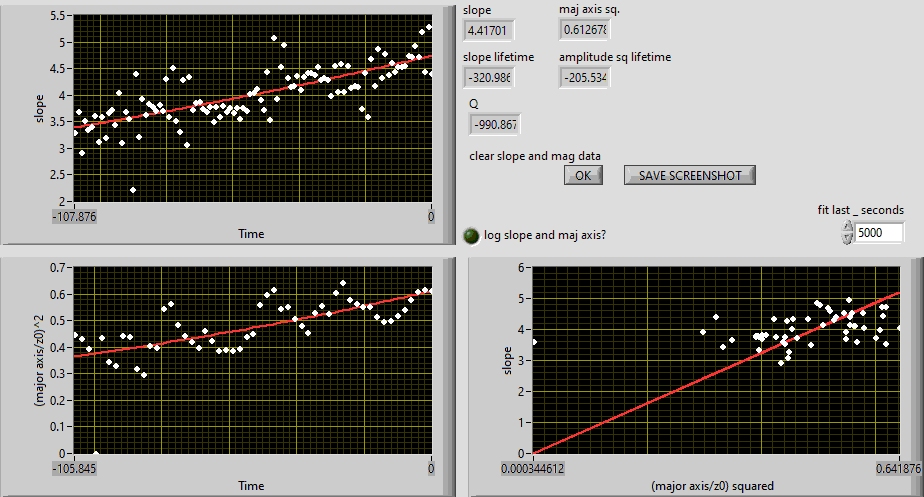 5.5
5
4.5
4
3.5
3
2.5
2
slope
-107.876
0
Time
slope
maj axis sq.
4.41701
0.612678
slope lifetime
amplitude sq lifetime
-320.986
-205.534
Q
-990.867
clear slope and mag data
OK
SAVE SCREENSHOT
fit last _ seconds
5000
log slope and maj axis?
0.7
0.6
0.5
0.4
0.3
0.2
0.1
0
(major axis/z0)^2
-105.845
0
Time
6
5
4
3
2
1
0
slope
0.000344612
0.641876
(major axis/z0) squared